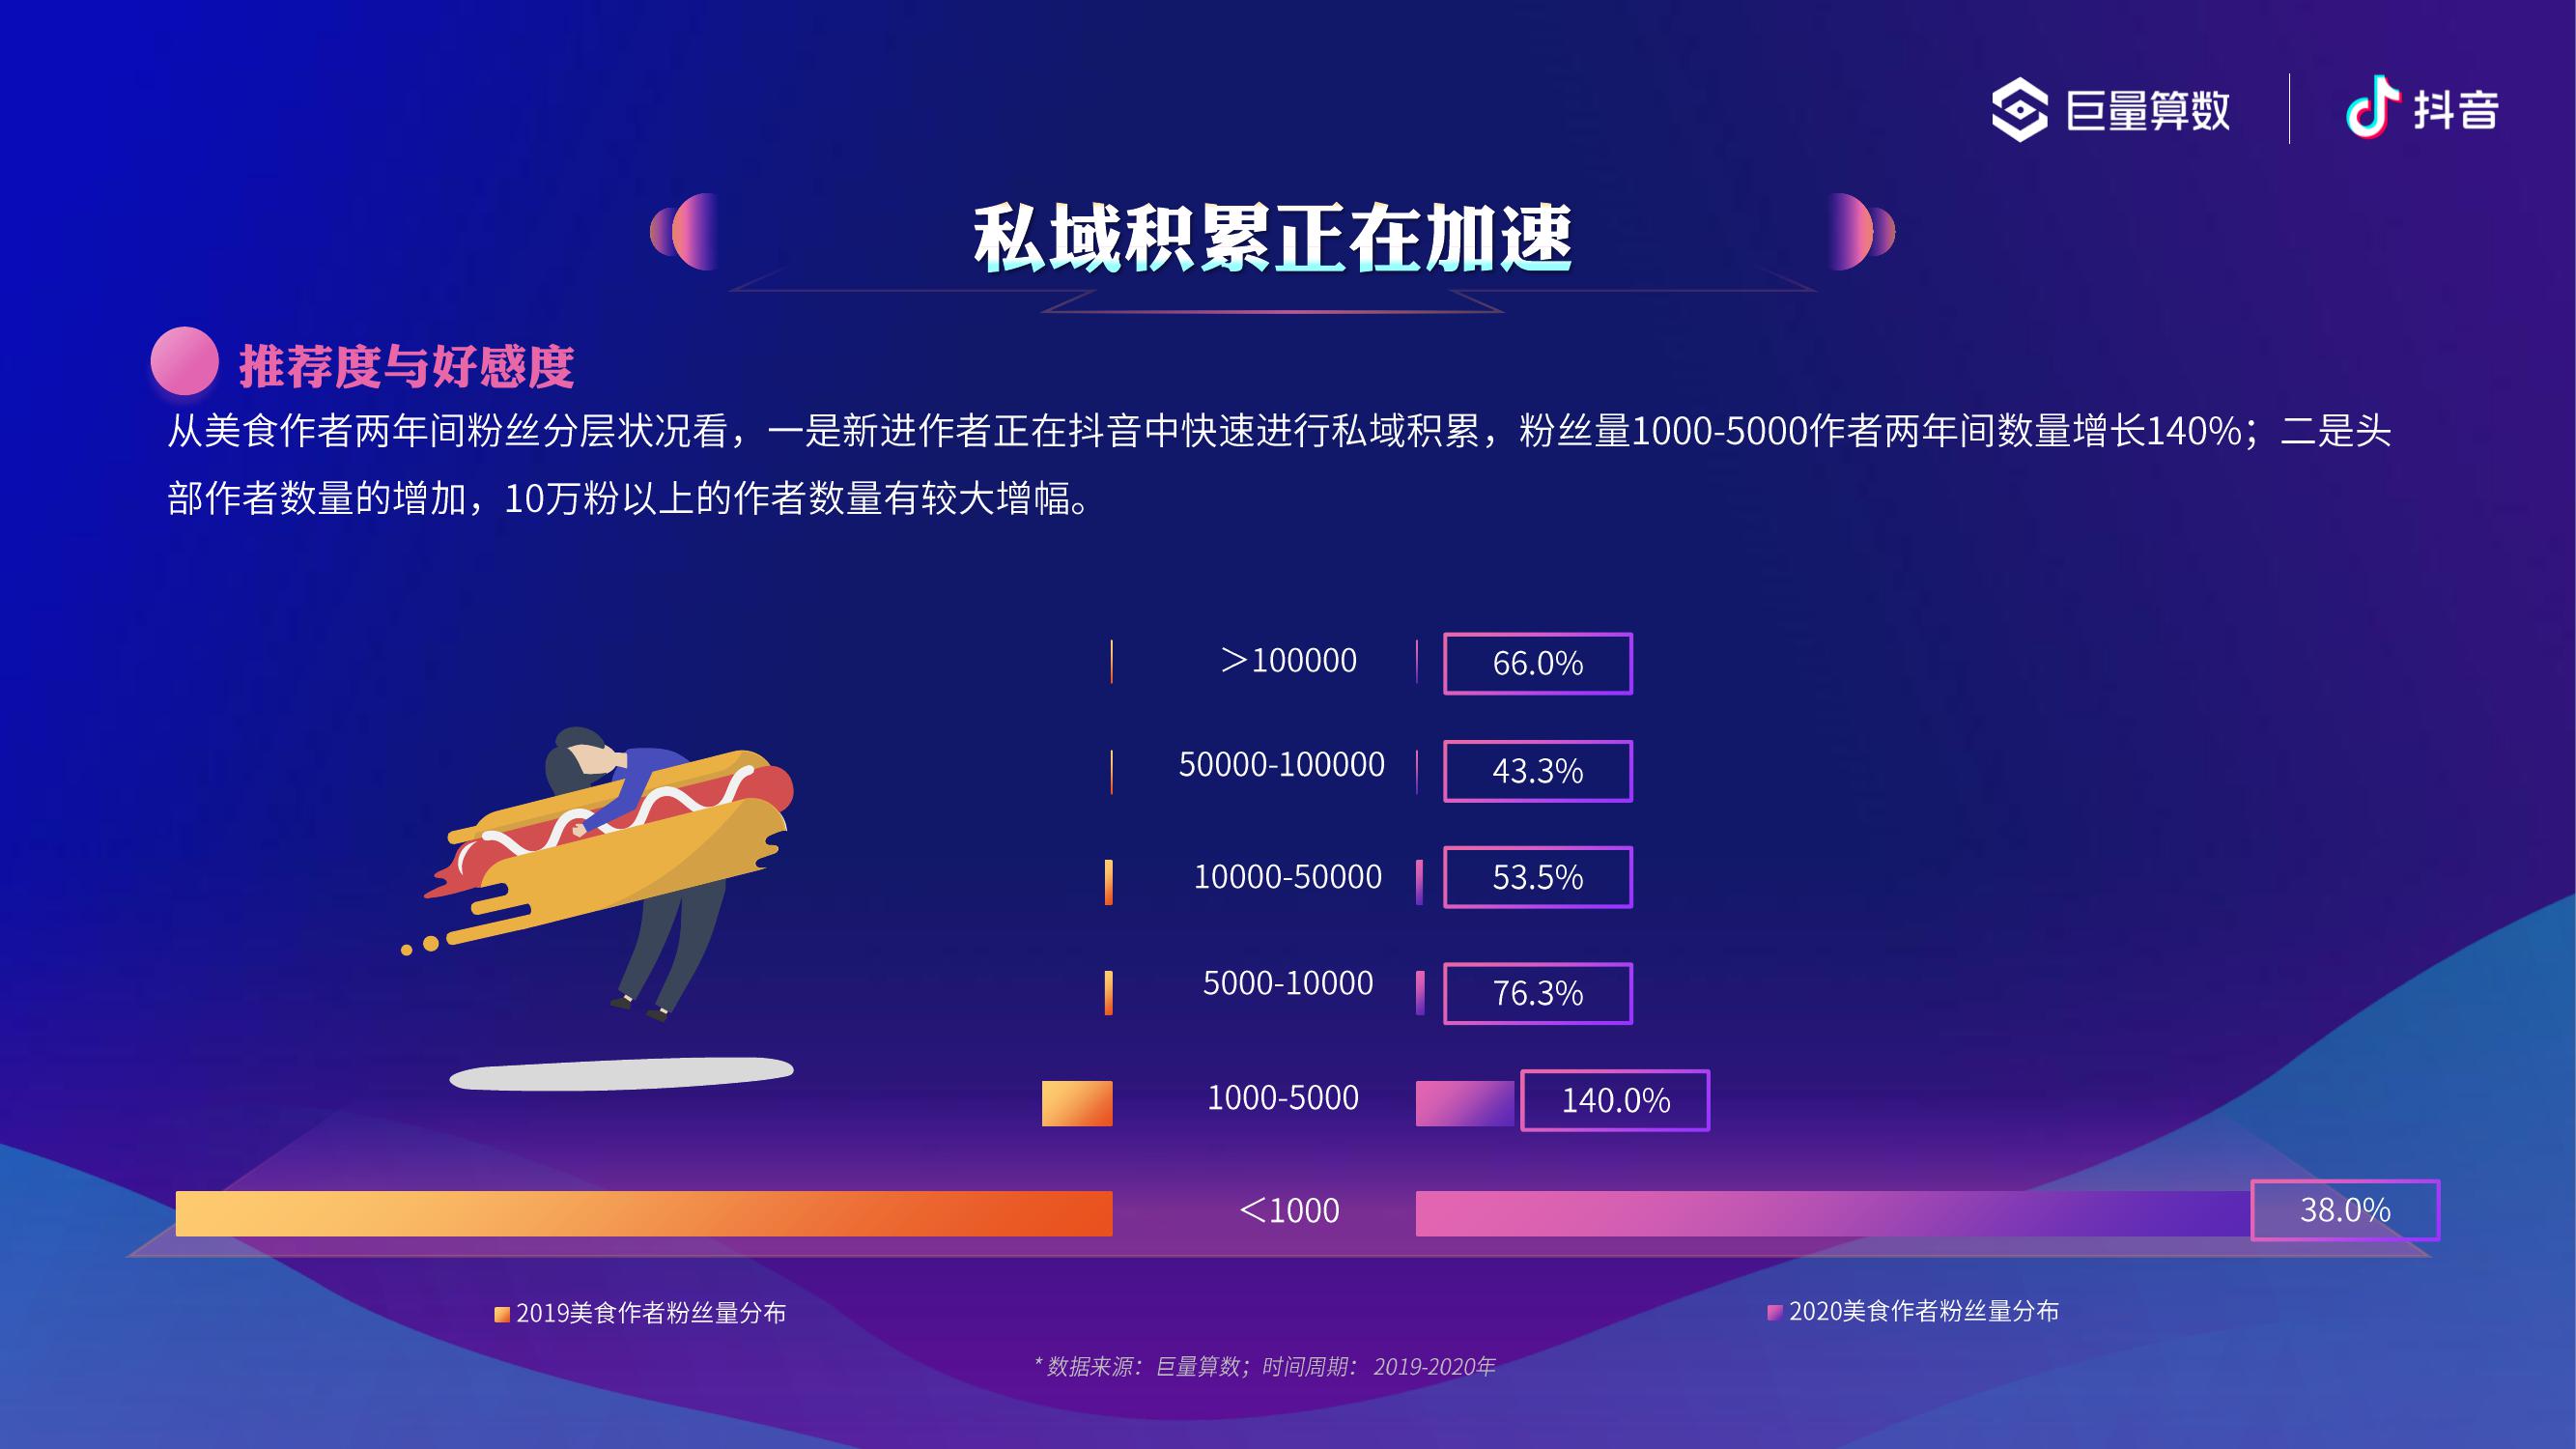 巨量算数
抖音
私域积累正在加速
推荐度与好感度
从美食作者两年间粉丝分层状况看，一是新进作者正在抖音中快速进行私域积累，粉丝量1000-5000作者两年间数量增长140%；二是头
部作者数量的增加，10万粉以上的作者数量有较大增幅。
＞100000
66.0%
50000-100000
43.3%
10000-50000
53.5%
5000-10000
76.3%
1000-5000
140.0%
＜1000
38.0%
2019美食作者粉丝量分布
2020美食作者粉丝量分布
* 数据来源：巨量算数；时间周期： 2019-2020年